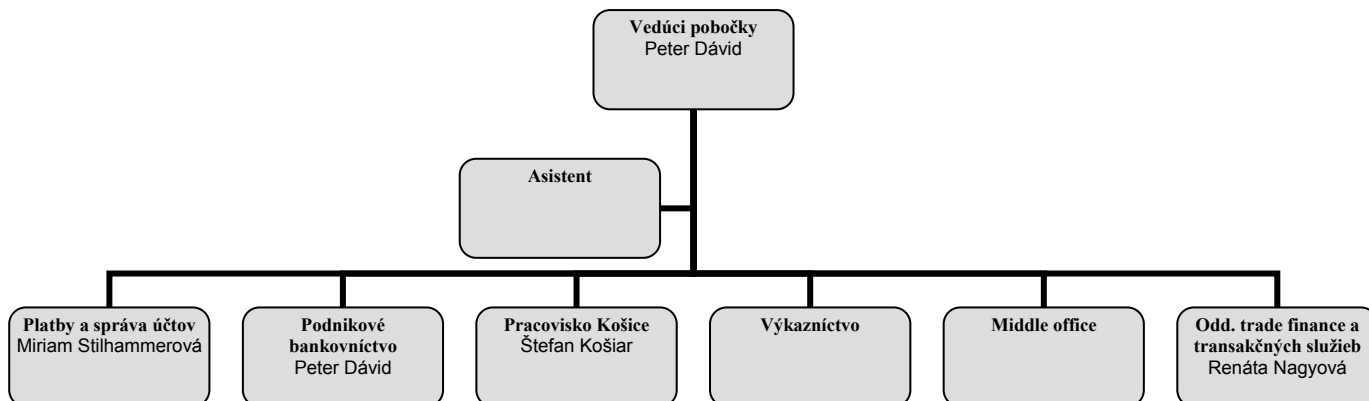 Vedúci pobočky
Peter Dávid
Asistent
Platby a správa účtov
Miriam Stilhammerová
Podnikové
bankovníctvo
Peter Dávid
Pracovisko Košice
Štefan Košiar
Výkazníctvo
Middle office
Odd. trade finance a
transakčných služieb
Renáta Nagyová